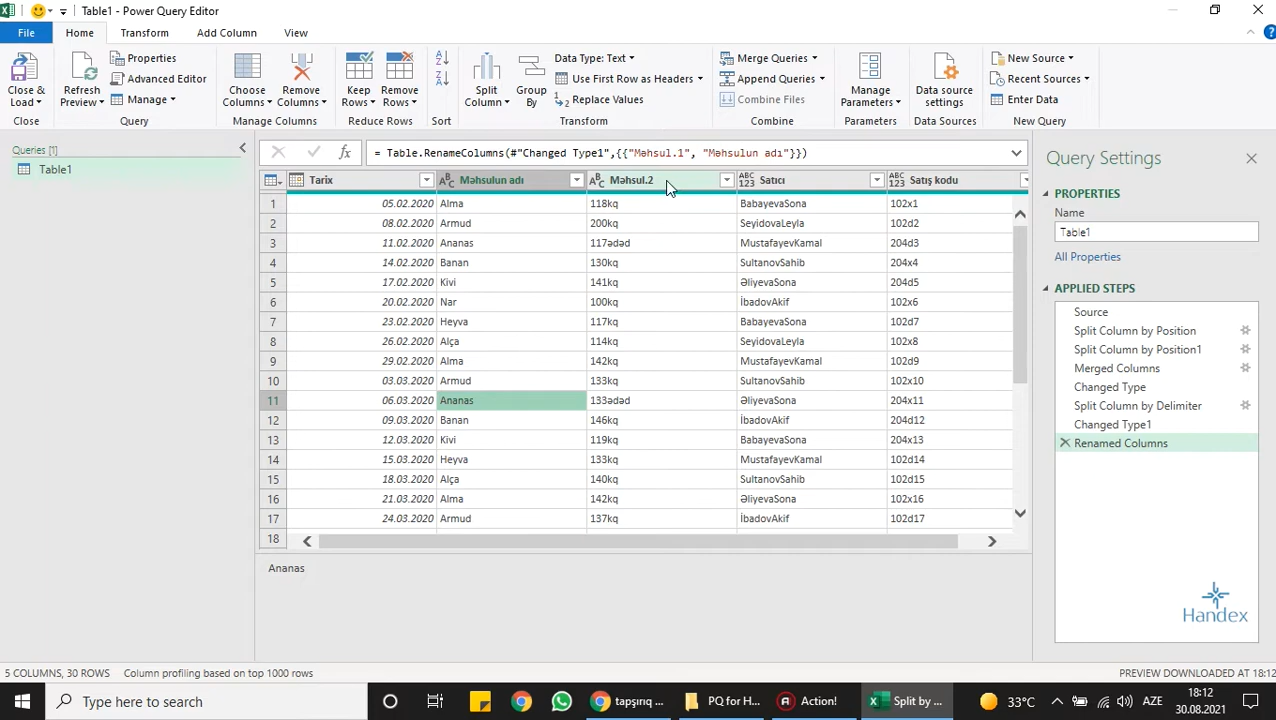 Table1 - Power Query Editor
File Home Transform Add Column View
Close & Load
Close
Refresh Preview
Properties
Advanced Editor
Manage
Query
Choose Columns
Remove Columns
Manage Columns
Keep Rows
Remove Rows
Reduce Rows
Sort
Split Column
Group By
Data Type: Text
Use First Row as Headers
Replace Values
Transform
Merge Queries
Append Queries
Combine Files
Combine
Manage Parameters
Parameters
Data source settings
Data Sources
New Source
Recent Sources
Enter Data
New Query
Queries [1]
Table1
= Table.RenameColumns(#"Changed Type1",{{"Məhsul.1", "Məhsulun adı"}})
Tarix Məhsulun adı Məhsul.2 Satıcı Satış kodu
1 05.02.2020 Alma 118kq BabayevaSona 102x1
2 08.02.2020 Armud 200kq SeyidovaLeyla 102d2
3 11.02.2020 Ananas 117ədəd MustafayevKamal 204d3
4 14.02.2020 Banan 130kq SultanovSahib 204x4
5 17.02.2020 Kivi 141kq ƏliyevaSona 204d5
6 20.02.2020 Nar 100kq İbadovAkif 102x6
7 23.02.2020 Heyva 117kq BabayevaSona 102d7
8 26.02.2020 Alça 114kq SeyidovaLeyla 102x8
9 29.02.2020 Alma 142kq MustafayevKamal 102d9
10 03.03.2020 Armud 133kq SultanovSahib 102x10
11 06.03.2020 Ananas 133ədəd ƏliyevaSona 204x11
12 09.03.2020 Banan 146kq İbadovAkif 204d12
13 12.03.2020 Kivi 119kq BabayevaSona 204x13
14 15.03.2020 Heyva 133kq MustafayevKamal 102d14
15 18.03.2020 Alça 140kq SultanovSahib 102d15
16 21.03.2020 Alma 142kq ƏliyevaSona 102x16
17 24.03.2020 Armud 137kq İbadovAkif 102d17
18
Ananas
Query Settings
PROPERTIES
Name
Table1
All Properties
APPLIED STEPS
Source
Split Column by Position
Split Column by Position1
Merged Columns
Changed Type
Split Column by Delimiter
Changed Type1
Renamed Columns
Handex
5 COLUMNS, 30 ROWS Column profiling based on top 1000 rows
PREVIEW DOWNLOADED AT 18:12
Type here to search
tapşırıq ...
PQ for H...
Action!
Split by ...
33°C
AZE
18:12
30.08.2021